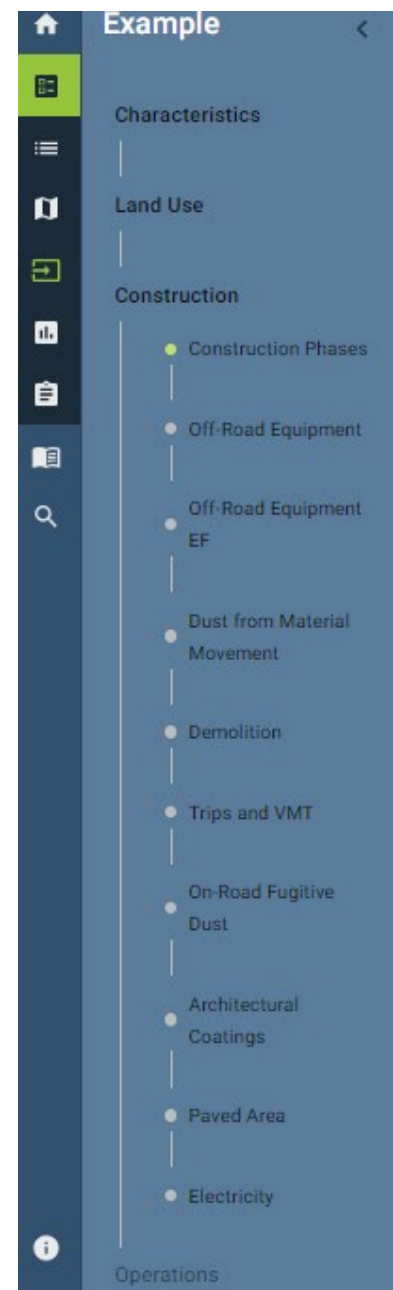 Example
Characteristics
Land Use
Construction
Construction Phases
Off-Road Equipment
Off-Road Equipment
EF
Dust from Material
Movement
Demolition
Trips and VMT
On-Road Fugitive
Dust
Architectural
Coatings
Paved Area
Electricity
Operations